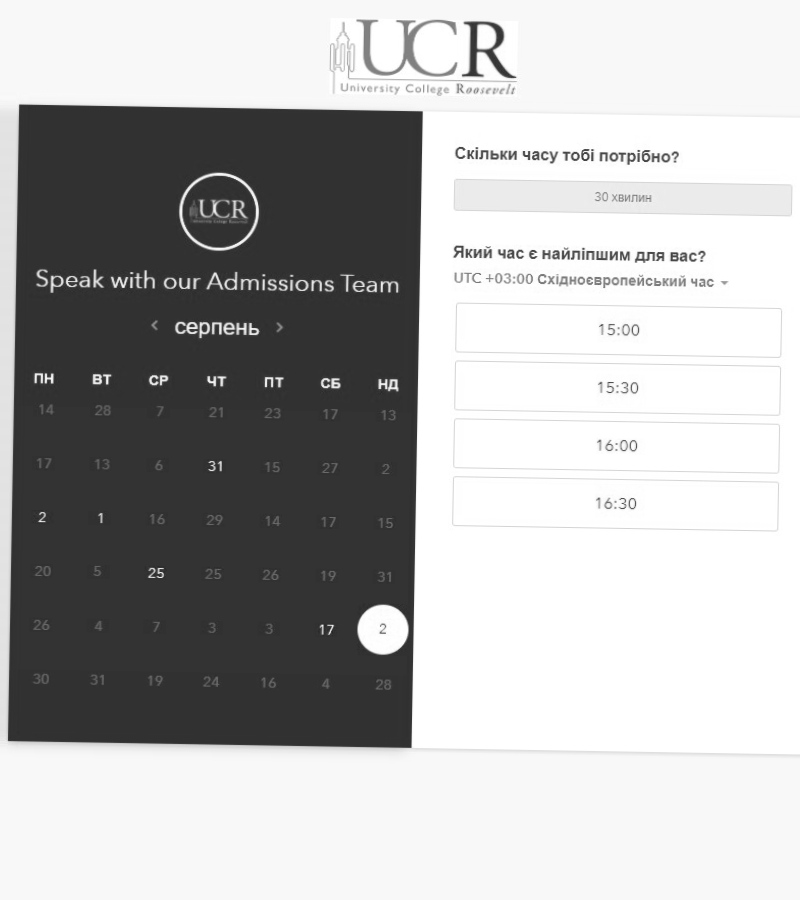 UCR
University College Roosevelt
UCR
Speak with our Admissions Team
‹ серпень ›
ПН ВТ СР ЧТ ПТ СБ НД
14 28 7 21 23 17 13
17 13 6 31 15 27 2
2 1 16 29 14 17 15
20 5 25 25 26 19 31
26 4 7 3 3 17 2
30 31 19 24 16 4 28
Скільки часу тобі потрібно?
30 хвилин
Який час є найліпшим для вас?
UTC +03:00 Східноєвропейський час
15:00
15:30
16:00
16:30